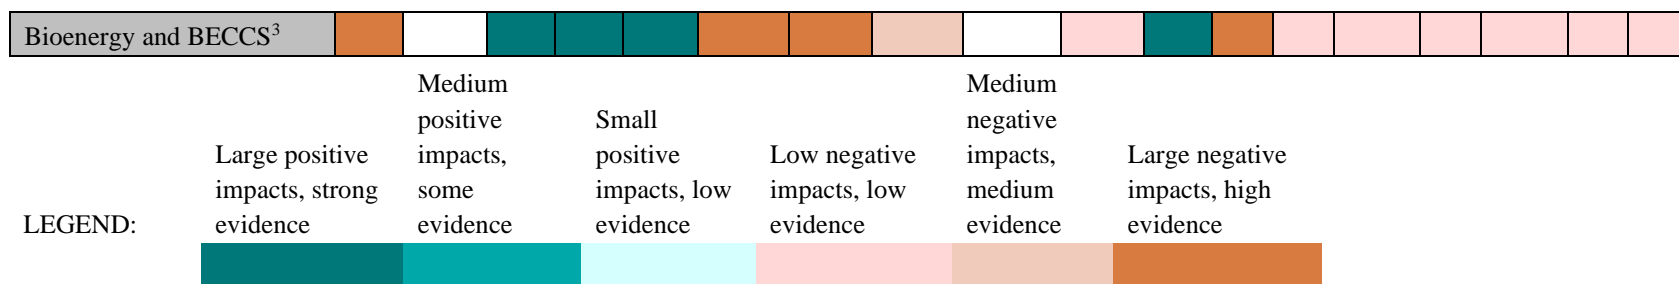 Bioenergy and BECCS³
LEGEND:
Large positive
impacts, strong
evidence
Medium
positive
impacts,
some
evidence
Small
positive
impacts, low
evidence
Low negative
impacts, low
evidence
Medium
negative
impacts,
medium
evidence
Large negative
impacts, high
evidence